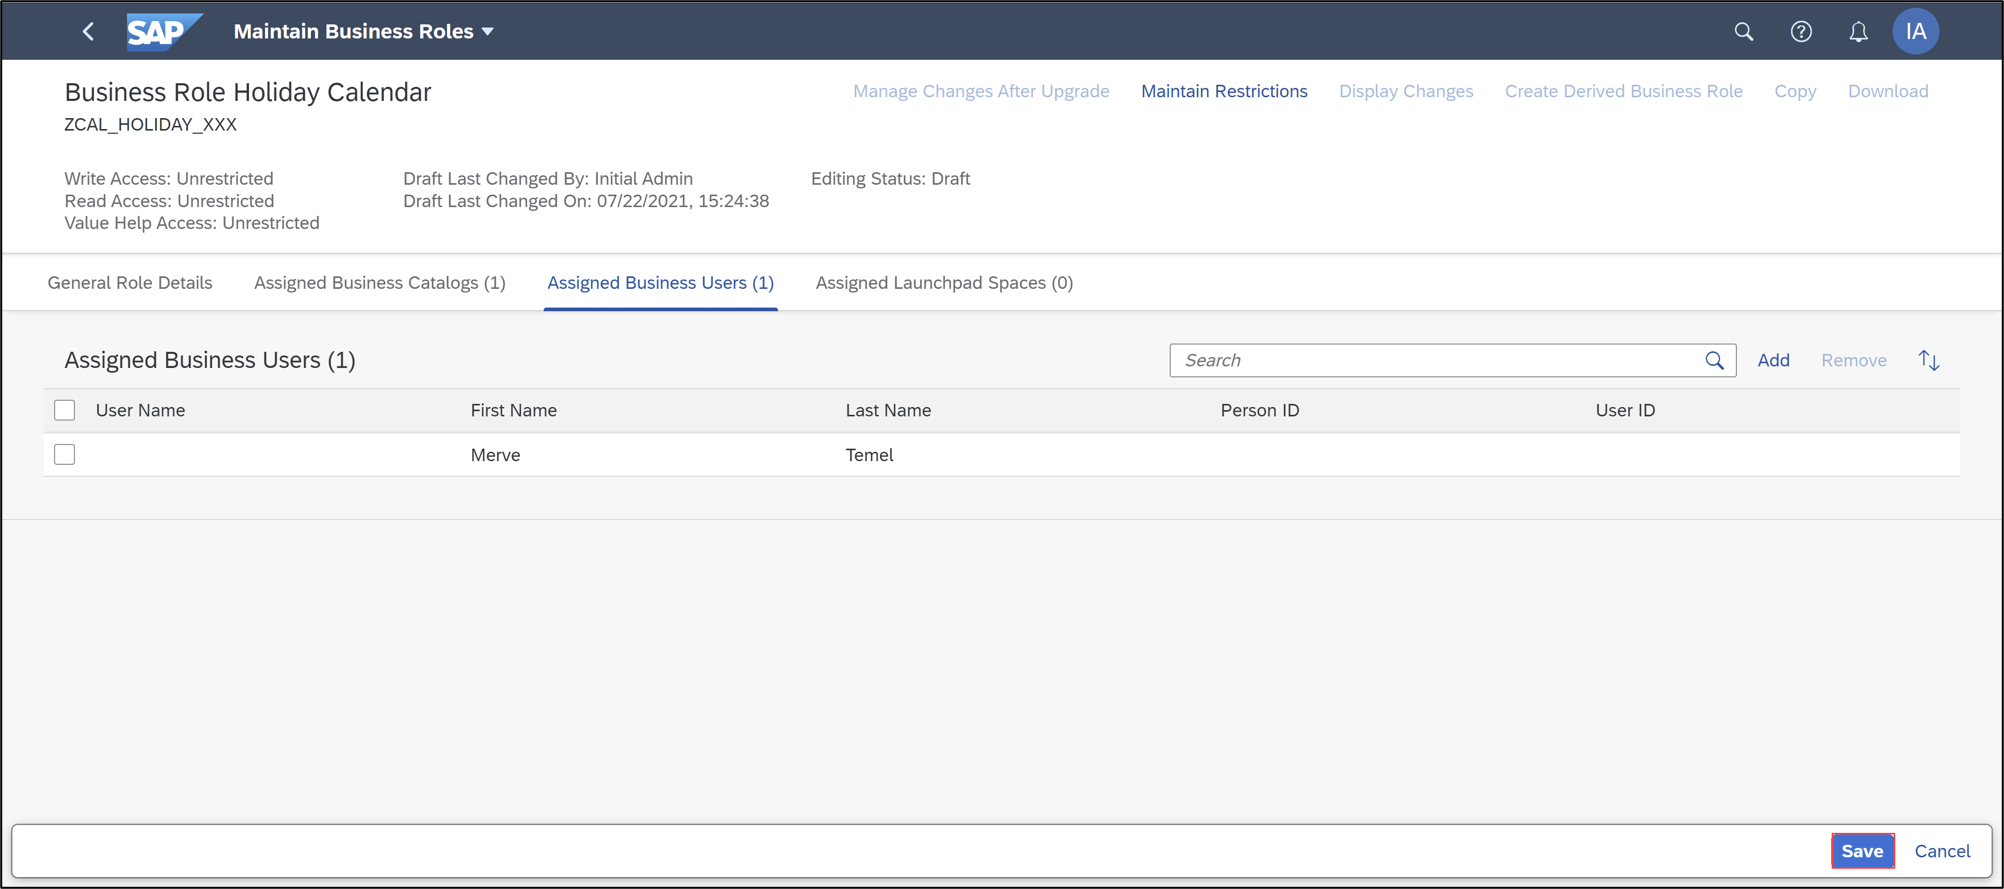 SAP Maintain Business Roles IA
Business Role Holiday Calendar
Manage Changes After Upgrade Maintain Restrictions Display Changes Create Derived Business Role Copy Download
ZCAL_HOLIDAY_XXX
Write Access: Unrestricted Draft Last Changed By: Initial Admin Editing Status: Draft
Read Access: Unrestricted Draft Last Changed On: 07/22/2021, 15:24:38
Value Help Access: Unrestricted
General Role Details Assigned Business Catalogs (1) Assigned Business Users (1) Assigned Launchpad Spaces (0)
Assigned Business Users (1) Search Add Remove
User Name First Name Last Name Person ID User ID
Merve Temel
Save Cancel